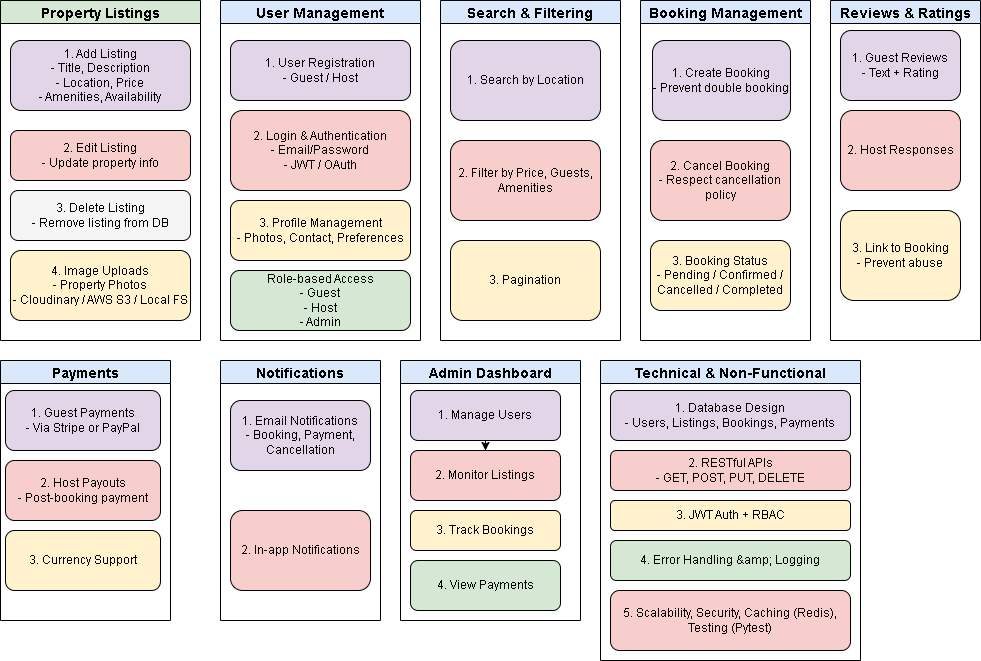 Property Listings
1. Add Listing
- Title, Description
- Location, Price
- Amenities, Availability
2. Edit Listing
- Update property info
3. Delete Listing
- Remove listing from DB
4. Image Uploads
- Property Photos
- Cloudinary / AWS S3 / Local FS
User Management
1. User Registration
- Guest / Host
2. Login & Authentication
- Email/Password
- JWT / OAuth
3. Profile Management
- Photos, Contact, Preferences
Role-based Access
- Guest
- Host
- Admin
Search & Filtering
1. Search by Location
2. Filter by Price, Guests,
Amenities
3. Pagination
Booking Management
1. Create Booking
- Prevent double booking
2. Cancel Booking
- Respect cancellation
policy
3. Booking Status
- Pending / Confirmed /
Cancelled / Completed
Reviews & Ratings
1. Guest Reviews
- Text + Rating
2. Host Responses
3. Link to Booking
- Prevent abuse
Payments
1. Guest Payments
- Via Stripe or PayPal
2. Host Payouts
- Post-booking payment
3. Currency Support
Notifications
1. Email Notifications
- Booking, Payment,
Cancellation
2. In-app Notifications
Admin Dashboard
1. Manage Users
2. Monitor Listings
3. Track Bookings
4. View Payments
Technical & Non-Functional
1. Database Design
- Users, Listings, Bookings, Payments
2. RESTful APIs
- GET, POST, PUT, DELETE
3. JWT Auth + RBAC
4. Error Handling &amp; Logging
5. Scalability, Security, Caching (Redis),
Testing (Pytest)